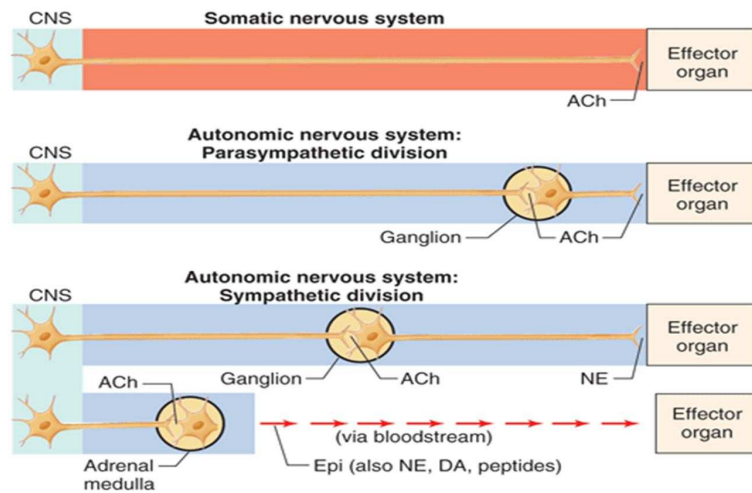 Somatic nervous system
CNS
Effector
organ
ACh
Autonomic nervous system:
Parasympathetic division
CNS
Effector
organ
Ganglion
ACh
Autonomic nervous system:
Sympathetic division
CNS
Effector
organ
ACh
Ganglion
ACh
NE
Effector
organ
(via bloodstream)
Adrenal
medulla
Epi (also NE, DA, peptides)